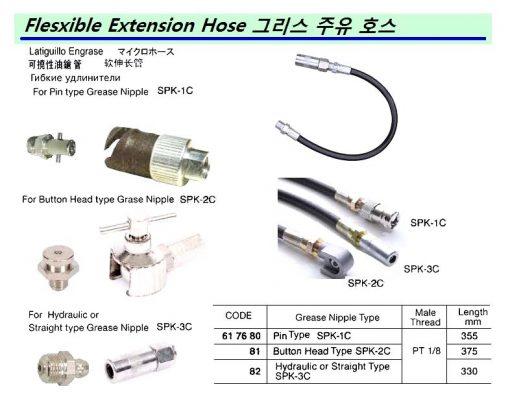 Flesxible Extension Hose 그리스 주유 호스
Latiguillo Engrase マイクロホース
可撓性油鎗管 软伸长管
Гибкие удлинители
For Pin type Grease Nipple SPK-1C
For Button Head type Grase Nipple SPK-2C
SPK-1C
SPK-3C
SPK-2C
For Hydraulic or
Straight type Grease Nipple SPK-3C
CODE Grease Nipple Type Male Thread Length mm
61 76 80 Pin Type SPK-1C PT 1/8 355
81 Button Head Type SPK-2C 375
82 Hydraulic or Straight Type SPK-3C 330